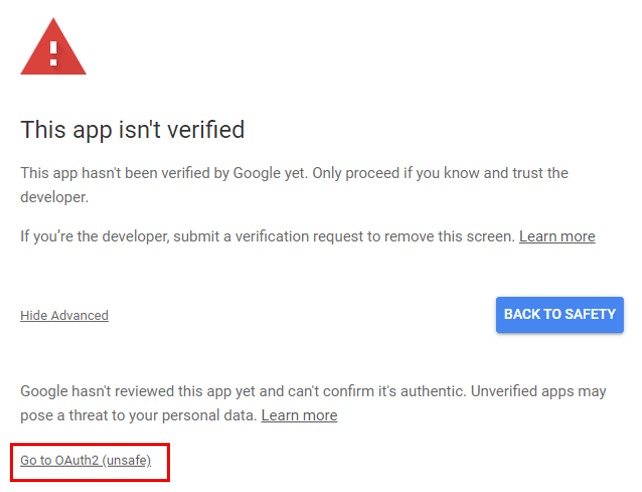 This app isn't verified
This app hasn't been verified by Google yet. Only proceed if you know and trust the
developer.
If you’re the developer, submit a verification request to remove this screen. Learn more
Hide Advanced
BACK TO SAFETY
Google hasn't reviewed this app yet and can't confirm it's authentic. Unverified apps may
pose a threat to your personal data. Learn more
Go to OAuth2 (unsafe)